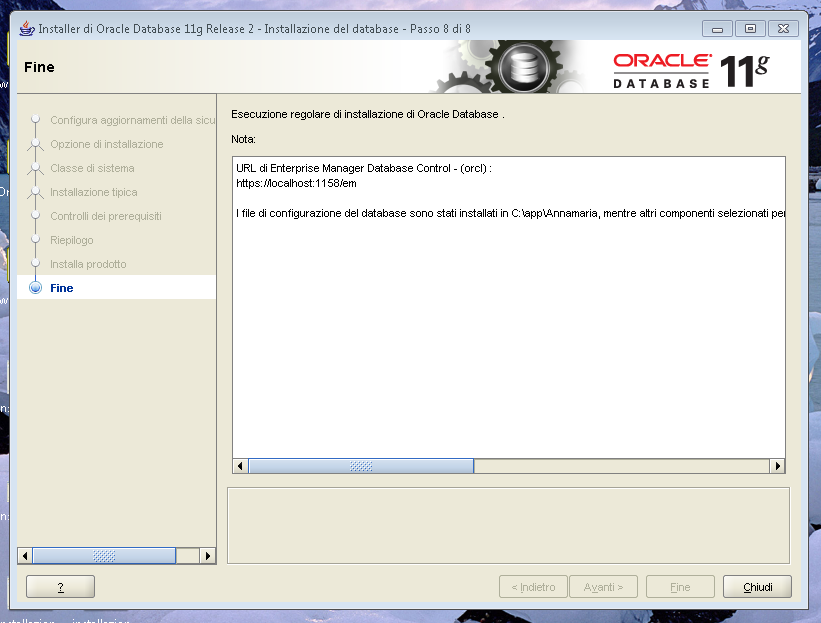 Installer di Oracle Database 11g Release 2 - Installazione del database - Passo 8 di 8
Fine
ORACLE
DATABASE
11g
Configura aggiornamenti della sicu
Opzione di installazione
Classe di sistema
Installazione tipica
Controlli dei prerequisiti
Riepilogo
Installa prodotto
Fine
Esecuzione regolare di installazione di Oracle Database .
Nota:
URL di Enterprise Manager Database Control - (orcl) :
https://localhost:1158/em
I file di configurazione del database sono stati installati in C:\app\Annamaria, mentre altri componenti selezionati per
?
< Indietro
Avanti >
Fine
Chiudi